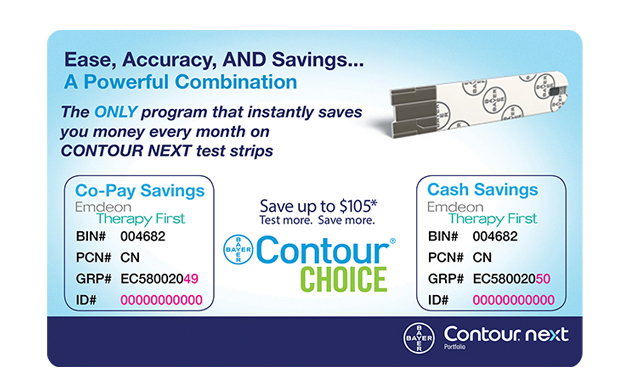 Ease, Accuracy, AND Savings...
A Powerful Combination
The ONLY program that instantly saves
you money every month on
CONTOUR NEXT test strips
Co-Pay Savings
Emdeon
Therapy First
BIN# 004682
PCN# CN
GRP# EC58002049
ID# 00000000000
Save up to $105*
Test more. Save more.
BAYER
BAYER
Contour®
CHOICE
Cash Savings
Emdeon
Therapy First
BIN# 004682
PCN# CN
GRP# EC58002050
ID# 00000000000
BAYER
BAYER
Contour next
Portfolio